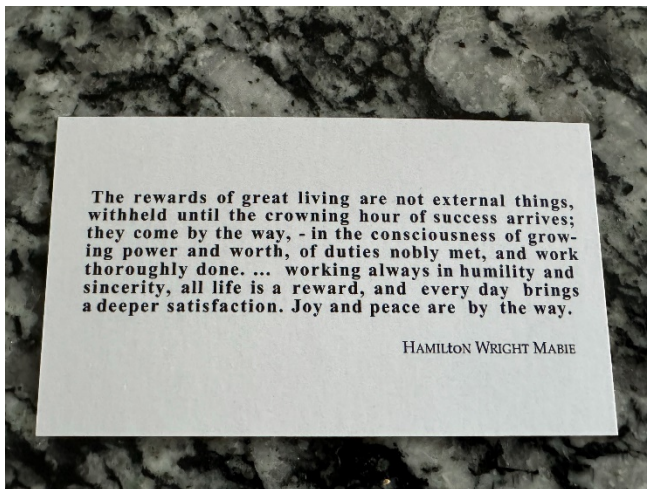 The rewards of great living are not external things,
withheld until the crowning hour of success arrives;
they come by the way, - in the consciousness of grow-
ing power and worth, of duties nobly met, and work
thoroughly done. ... working always in humility and
sincerity, all life is a reward, and every day brings
a deeper satisfaction. Joy and peace are by the way.
HAMILtoN WRIGHT MABIE